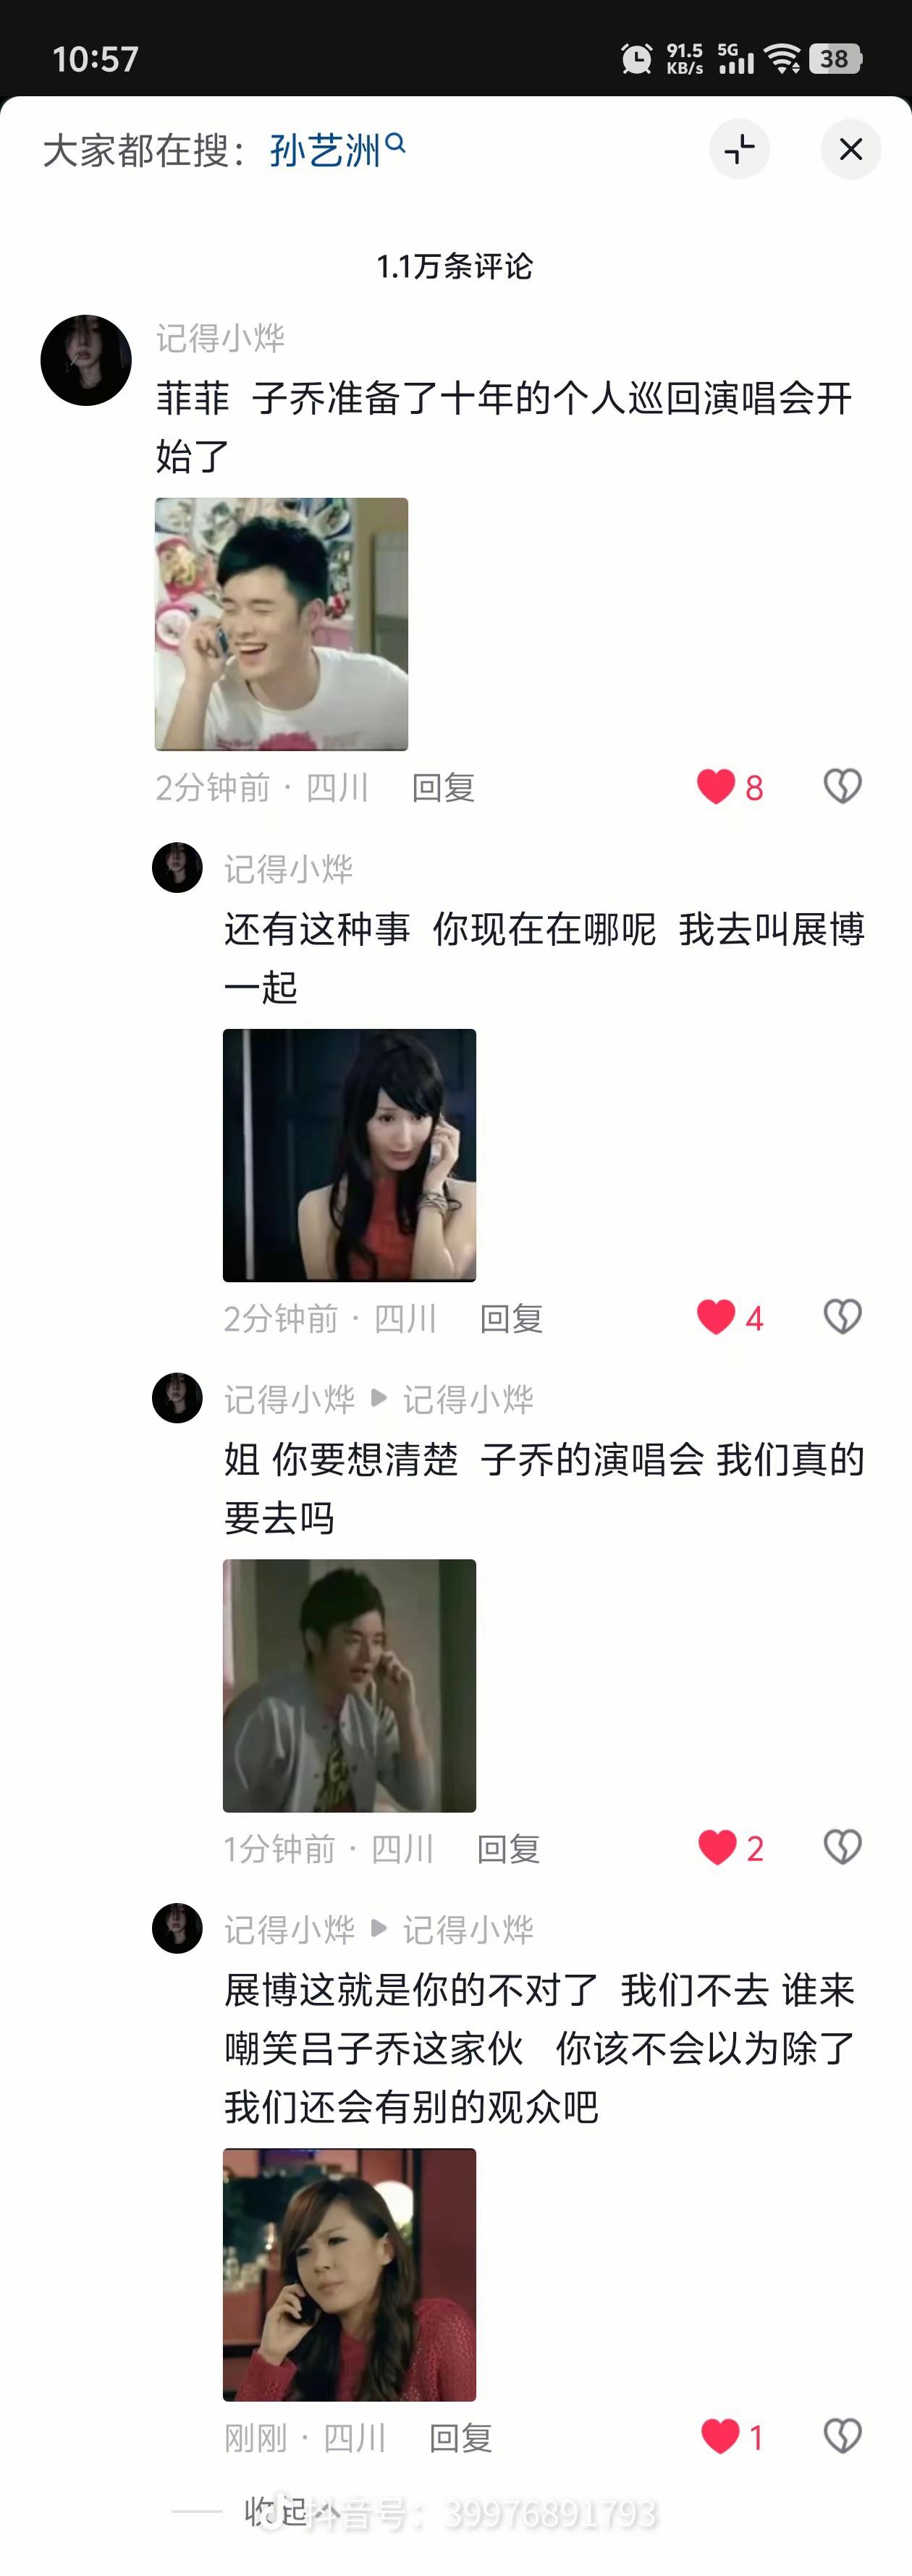 10:57
91.5 KB/s
5G
38
大家都在搜：孙艺洲
1.1万条评论
记得小烨
菲菲 子乔准备了十年的个人巡回演唱会开
始了
2分钟前 · 四川 回复 8
记得小烨
还有这种事 你现在在哪呢 我去叫展博
一起
2分钟前 · 四川 回复 4
记得小烨 ▶ 记得小烨
姐 你要想清楚 子乔的演唱会 我们真的
要去吗
1分钟前 · 四川 回复 2
记得小烨 ▶ 记得小烨
展博这就是你的不对了 我们不去 谁来
嘲笑吕子乔这家伙 你该不会以为除了
我们还会有别的观众吧
刚刚 · 四川 回复 1
收起
抖音号：39976891793